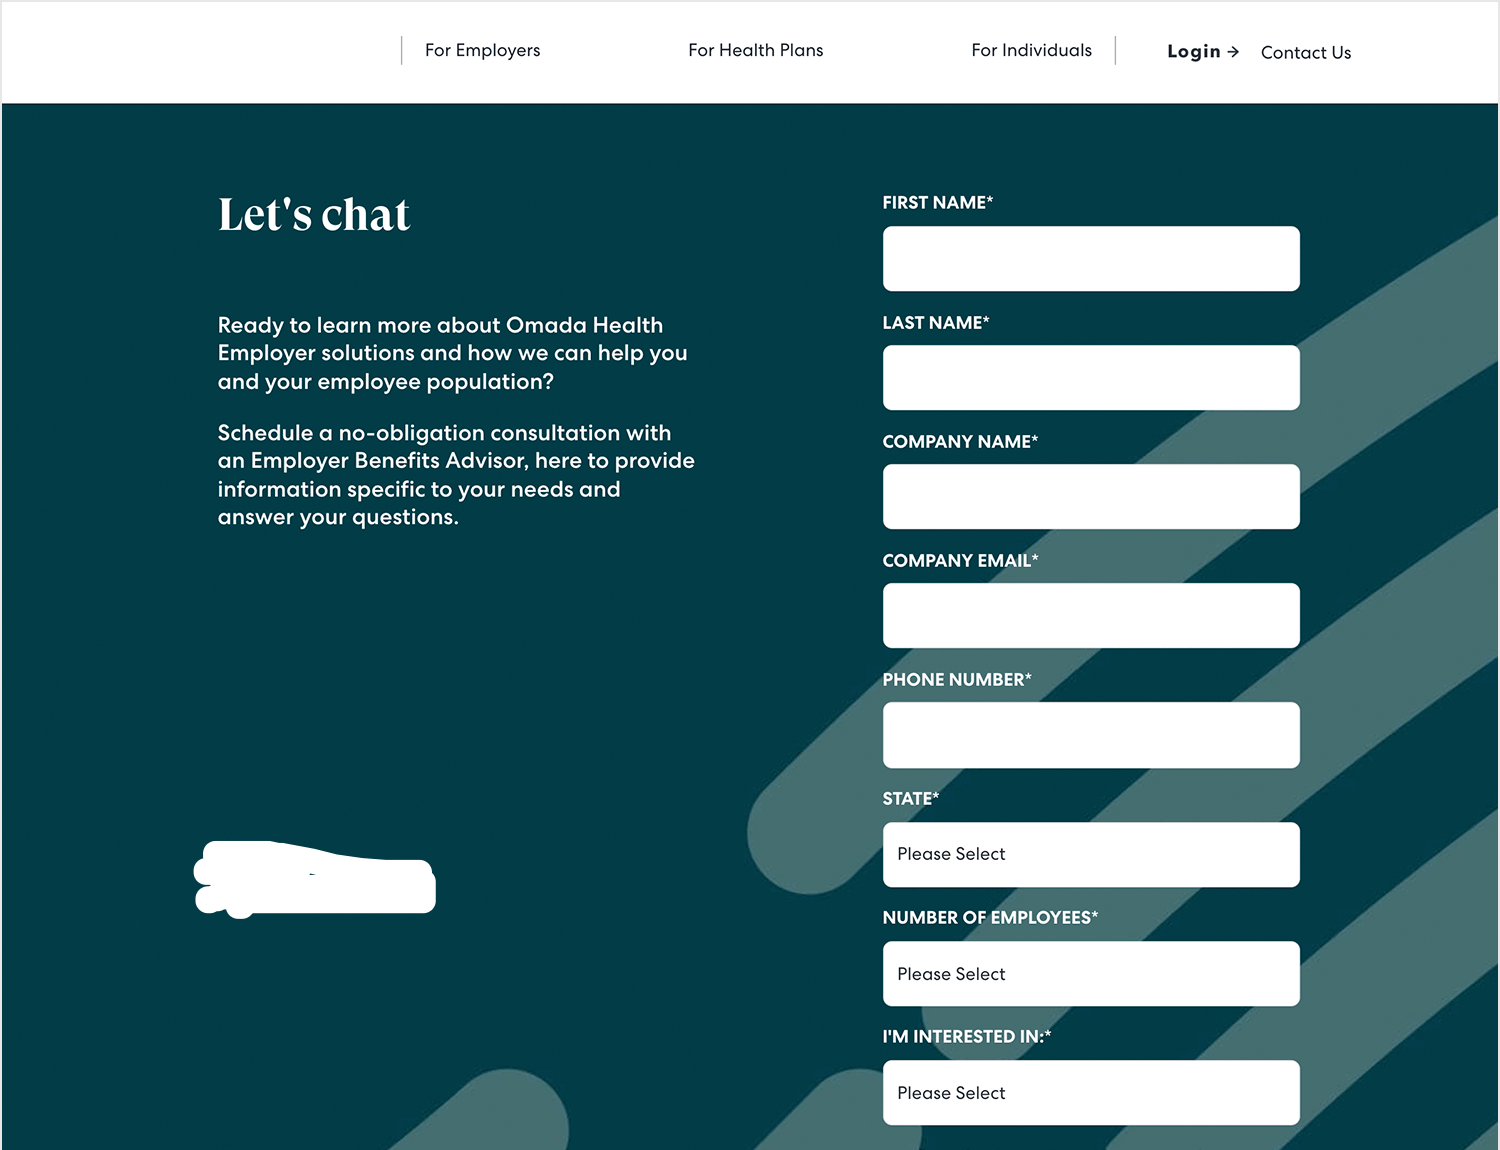 For Employers
For Health Plans
For Individuals
Login →
Contact Us
Let's chat
Ready to learn more about Omada Health
Employer solutions and how we can help you
and your employee population?
Schedule a no-obligation consultation with
an Employer Benefits Advisor, here to provide
information specific to your needs and
answer your questions.
FIRST NAME*
LAST NAME*
COMPANY NAME*
COMPANY EMAIL*
PHONE NUMBER*
STATE*
Please Select
NUMBER OF EMPLOYEES*
Please Select
I'M INTERESTED IN:*
Please Select